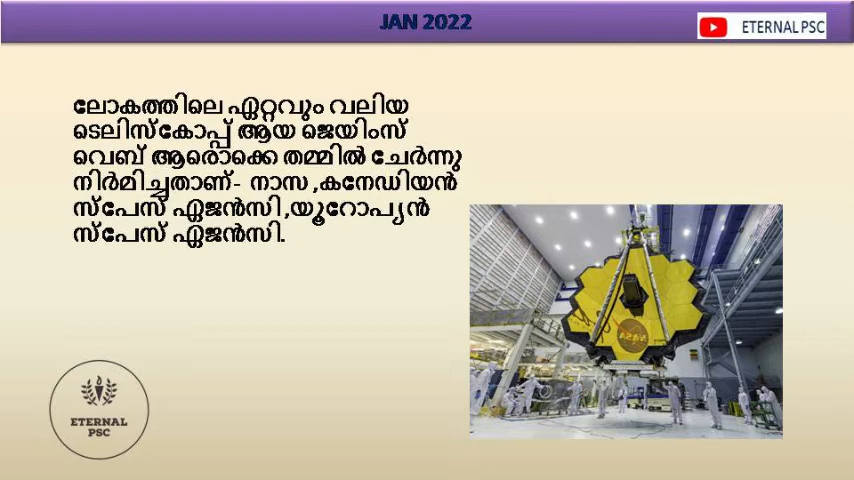 JAN 2022
ETERNAL PSC
ലോകത്തിലെ ഏറ്റവും വലിയ
ടെലിസ്കോപ്പ് ആയ ജെയിംസ്
വെബ് ആരൊക്കെ തമ്മിൽ ചേർന്നു
നിർമിച്ചതാണ്- നാസ ,കനേഡിയൻ
സ്പേസ് ഏജൻസി ,യൂറോപ്യൻ
സ്പേസ് ഏജൻസി.
NASA
ETERNAL
PSC